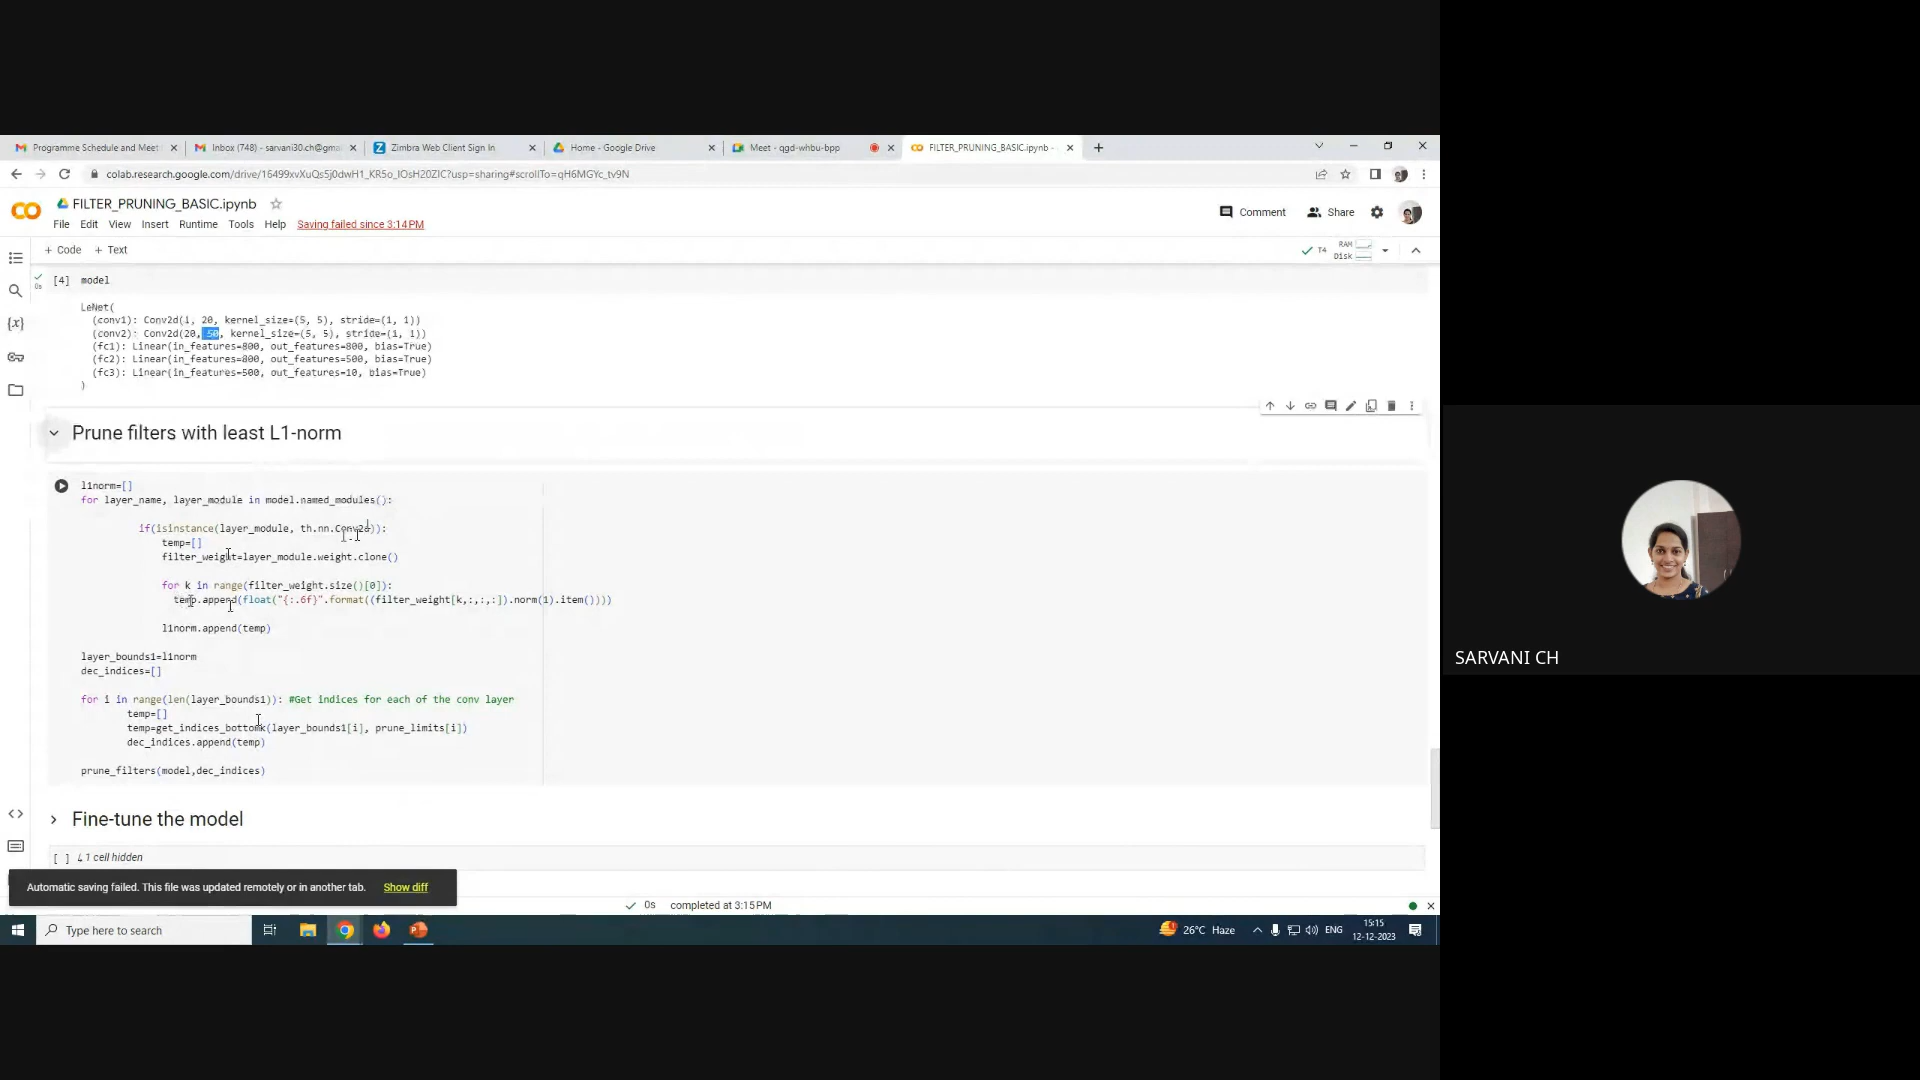 Programme Schedule and Meet
Inbox (748) - sarvani30.ch@gma
Zimbra Web Client Sign In
Home - Google Drive
Meet - qgd-whbu-bpp
FILTER_PRUNING_BASIC.ipynb -
colab.research.google.com/drive/16499xvXuQs5j0dwH1_KR5o_IOsH20ZIC?usp=sharing#scrollTo=qH6MGYc_tv9N
FILTER_PRUNING_BASIC.ipynb
Comment
Share
File Edit View Insert Runtime Tools Help Saving failed since 3:14 PM
+ Code + Text
T4 RAM
Disk
[4] model
0s
LeNet(
(conv1): Conv2d(1, 20, kernel_size=(5, 5), stride=(1, 1))
(conv2): Conv2d(20, 50, kernel_size=(5, 5), stride=(1, 1))
(fc1): Linear(in_features=800, out_features=800, bias=True)
(fc2): Linear(in_features=800, out_features=500, bias=True)
(fc3): Linear(in_features=500, out_features=10, bias=True)
)
Prune filters with least L1-norm
l1norm=[]
for layer_name, layer_module in model.named_modules():
if(isinstance(layer_module, th.nn.Conv2d)):
temp=[]
filter_weight=layer_module.weight.clone()
for k in range(filter_weight.size()[0]):
temp.append(float("{:.6f}".format((filter_weight[k,:,:,:]).norm(1).item())))
l1norm.append(temp)
layer_bounds1=l1norm
dec_indices=[]
for i in range(len(layer_bounds1)): #Get indices for each of the conv layer
temp=[]
temp=get_indices_bottomk(layer_bounds1[i], prune_limits[i])
dec_indices.append(temp)
prune_filters(model,dec_indices)
Fine-tune the model
[ ] ↳ 1 cell hidden
Automatic saving failed. This file was updated remotely or in another tab. Show diff
0s completed at 3:15 PM
Type here to search
26°C Haze
ENG
15:15
12-12-2023
SARVANI CH